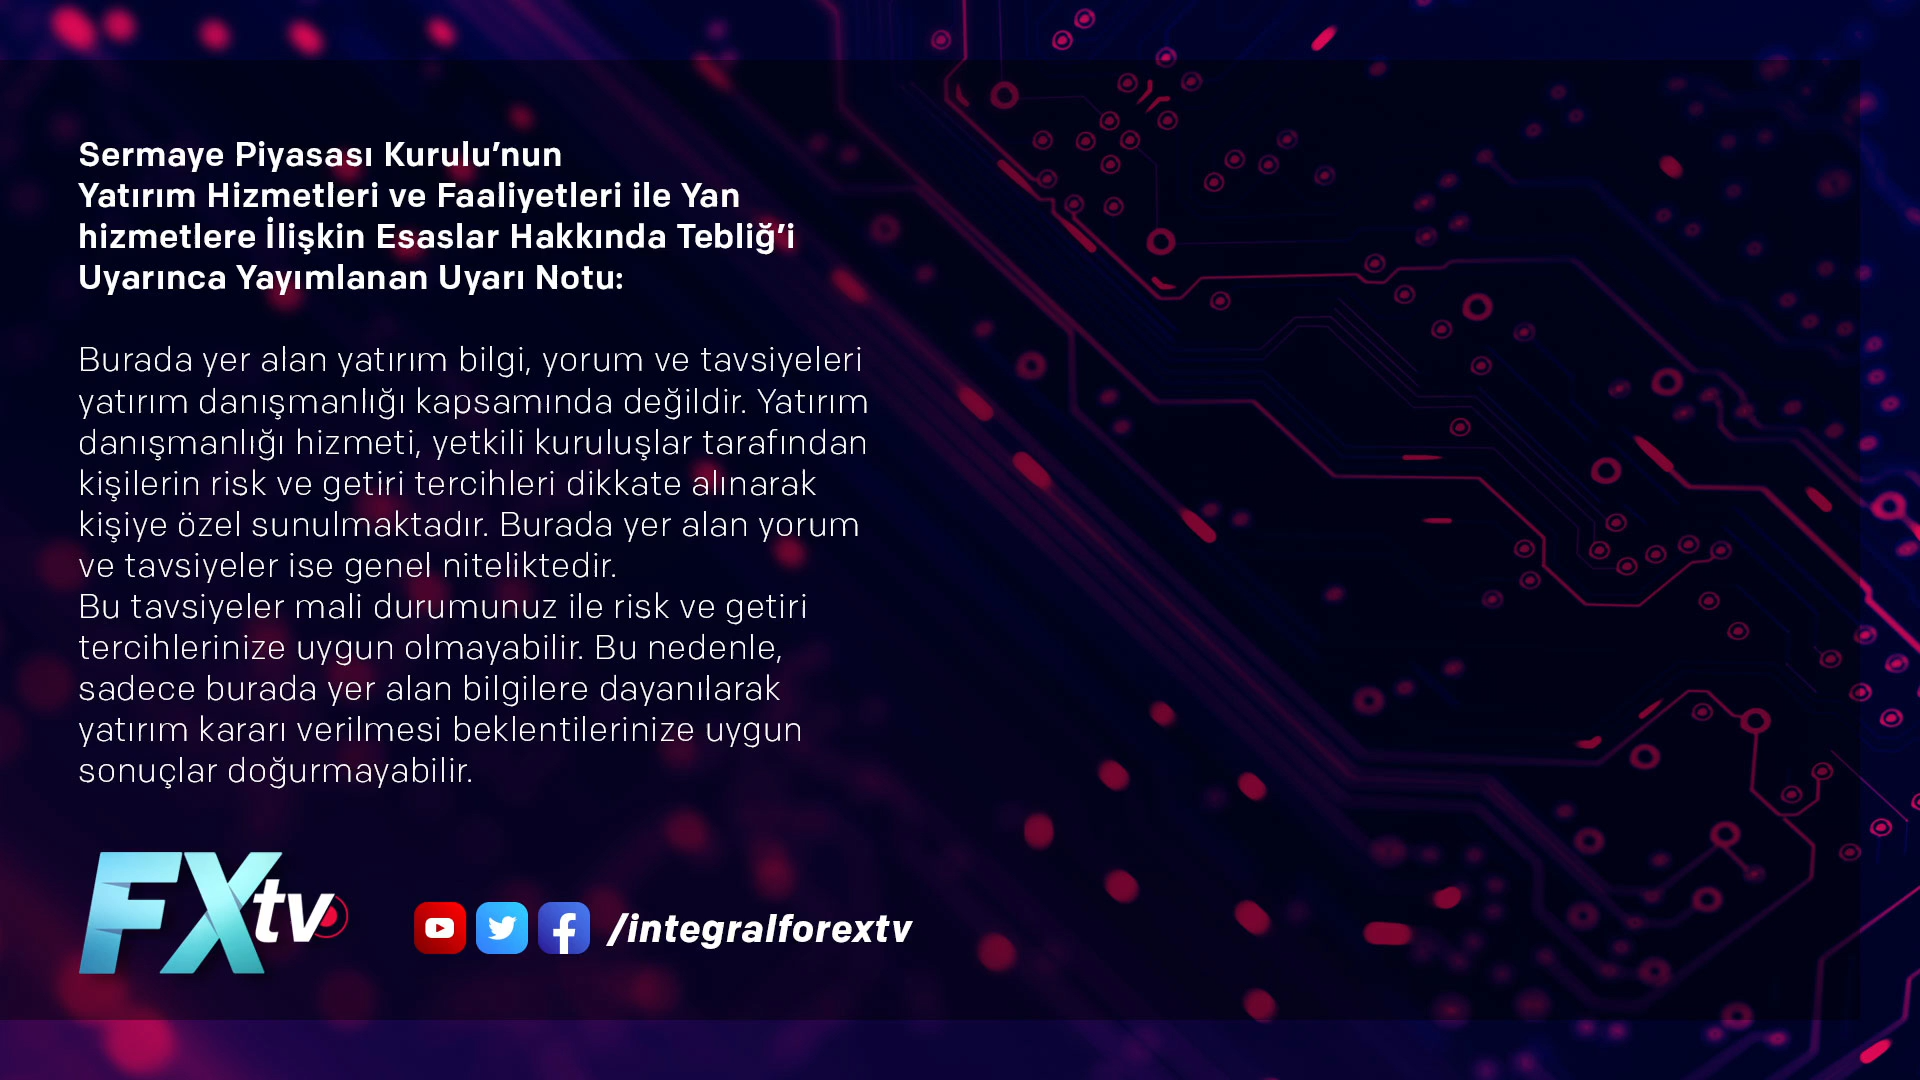 Sermaye Piyasası Kurulu’nun
Yatırım Hizmetleri ve Faaliyetleri ile Yan
hizmetlere İlişkin Esaslar Hakkında Tebliğ’i
Uyarınca Yayımlanan Uyarı Notu:
Burada yer alan yatırım bilgi, yorum ve tavsiyeleri
yatırım danışmanlığı kapsamında değildir. Yatırım
danışmanlığı hizmeti, yetkili kuruluşlar tarafından
kişilerin risk ve getiri tercihleri dikkate alınarak
kişiye özel sunulmaktadır. Burada yer alan yorum
ve tavsiyeler ise genel niteliktedir.
Bu tavsiyeler mali durumunuz ile risk ve getiri
tercihlerinize uygun olmayabilir. Bu nedenle,
sadece burada yer alan bilgilere dayanılarak
yatırım kararı verilmesi beklentilerinize uygun
sonuçlar doğurmayabilir.
FXtv
/integralforextv